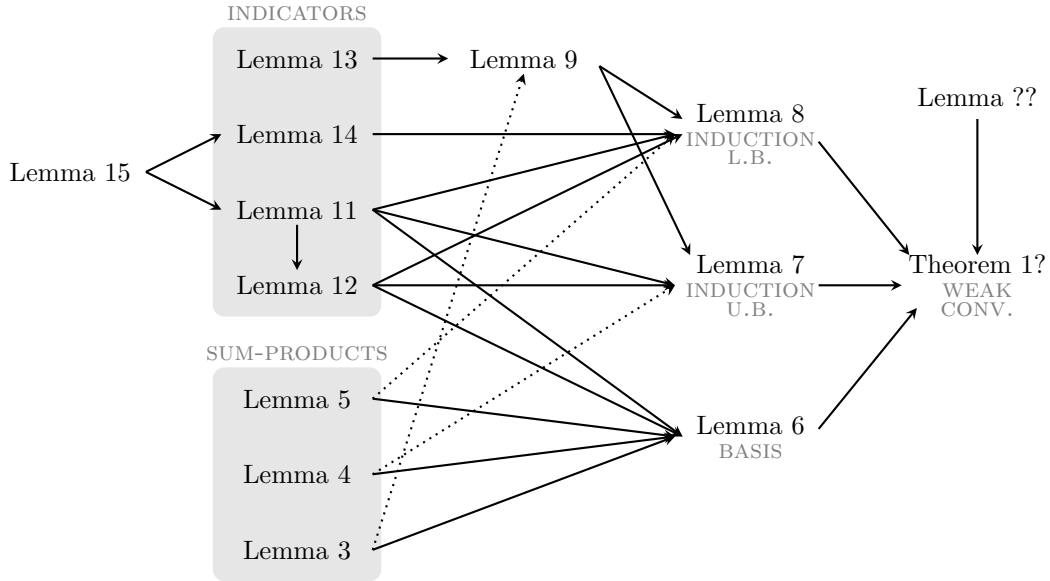 INDICATORS
Lemma 13
Lemma 9
Lemma ??
Lemma 8
Lemma 14
INDUCTION
L.B.
Lemma 15
Lemma 11
Lemma 7
Theorem 1?
Lemma 12
INDUCTION
U.B.
WEAK
CONV.
SUM-PRODUCTS
Lemma 5
Lemma 6
BASIS
Lemma 4
Lemma 3